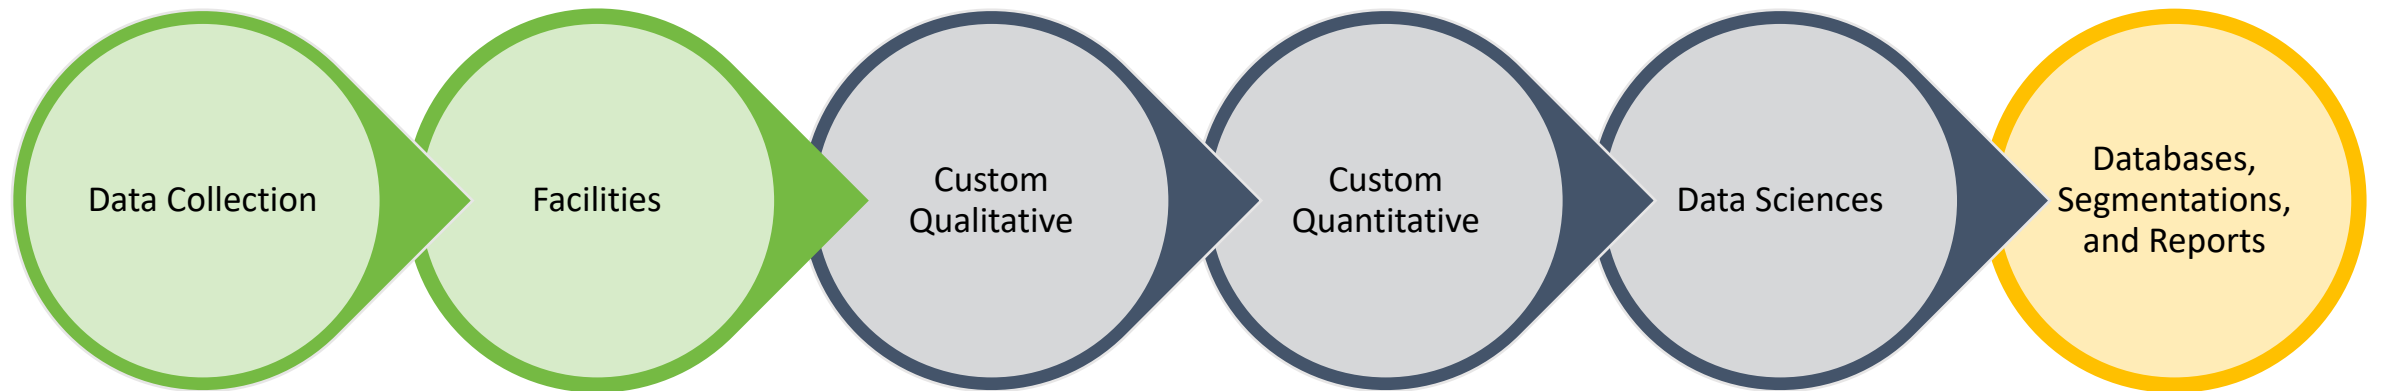 Data Collection
Facilities
Custom
Qualitative
Custom
Quantitative
Data Sciences
Databases,
Segmentations,
and Reports